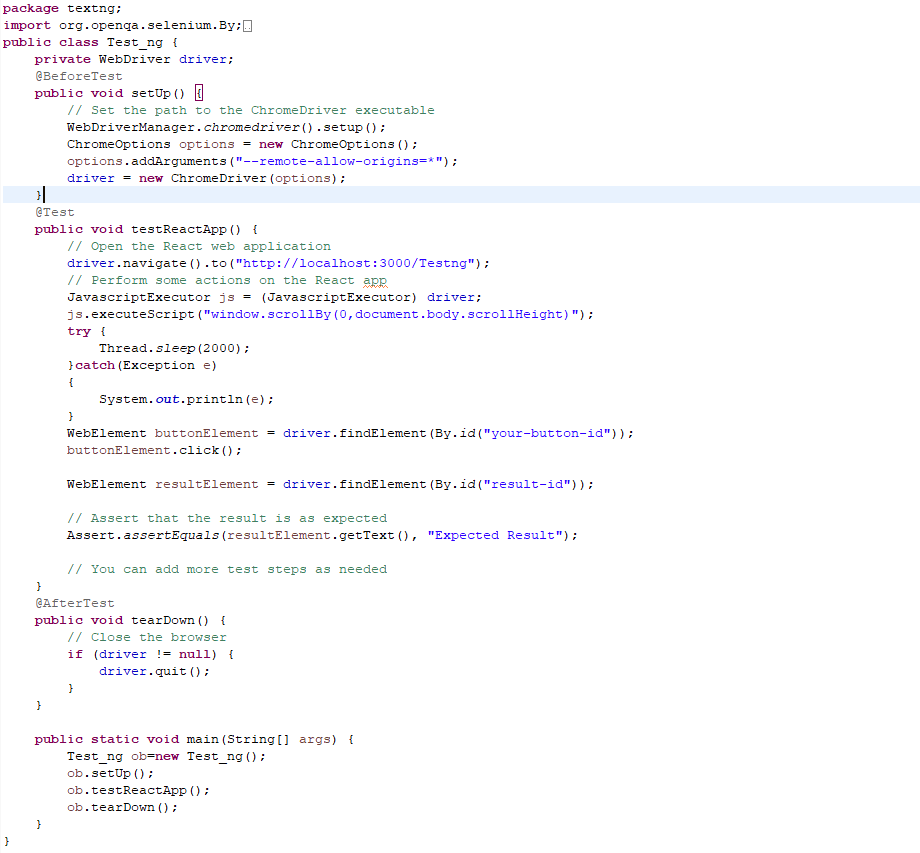 package textng;
import org.openqa.selenium.By;
public class Test_ng {
    private WebDriver driver;
    @BeforeTest
    public void setUp() {
        // Set the path to the ChromeDriver executable
        WebDriverManager.chromedriver().setup();
        ChromeOptions options = new ChromeOptions();
        options.addArguments("--remote-allow-origins=*");
        driver = new ChromeDriver(options);
    }
    @Test
    public void testReactApp() {
        // Open the React web application
        driver.navigate().to("http://localhost:3000/Testng");
        // Perform some actions on the React app
        JavascriptExecutor js = (JavascriptExecutor) driver;
        js.executeScript("window.scrollBy(0,document.body.scrollHeight)");
        try {
            Thread.sleep(2000);
        }catch(Exception e)
        {
            System.out.println(e);
        }
        WebElement buttonElement = driver.findElement(By.id("your-button-id"));
        buttonElement.click();

        WebElement resultElement = driver.findElement(By.id("result-id"));

        // Assert that the result is as expected
        Assert.assertEquals(resultElement.getText(), "Expected Result");

        // You can add more test steps as needed
    }
    @AfterTest
    public void tearDown() {
        // Close the browser
        if (driver != null) {
            driver.quit();
        }
    }

    public static void main(String[] args) {
        Test_ng ob=new Test_ng();
        ob.setUp();
        ob.testReactApp();
        ob.tearDown();
    }
}